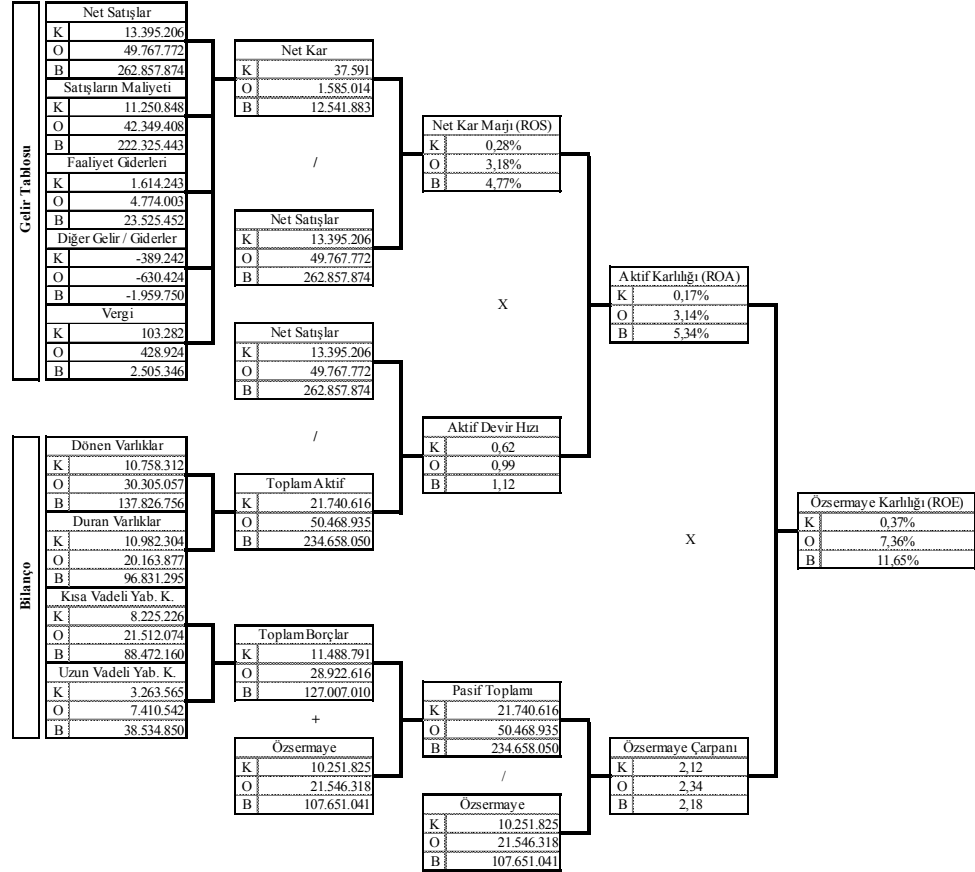 Gelir Tablosu
Net Satışlar
K 13.395.206
O 49.767.772
B 262.857.874
Satışların Maliyeti
K 11.250.848
O 42.349.408
B 222.325.443
Faaliyet Giderleri
K 1.614.243
O 4.774.003
B 23.525.452
Diğer Gelir / Giderler
K -389.242
O -630.424
B -1.959.750
Vergi
K 103.282
O 428.924
B 2.505.346
Bilanço
Dönen Varlıklar
K 10.758.312
O 30.305.057
B 137.826.756
Duran Varlıklar
K 10.982.304
O 20.163.877
B 96.831.295
Kısa Vadeli Yab. K.
K 8.225.226
O 21.512.074
B 88.472.160
Uzun Vadeli Yab. K.
K 3.263.565
O 7.410.542
B 38.534.850
Net Kar
K 37.591
O 1.585.014
B 12.541.883
/
Net Satışlar
K 13.395.206
O 49.767.772
B 262.857.874
Net Satışlar
K 13.395.206
O 49.767.772
B 262.857.874
/
Toplam Aktif
K 21.740.616
O 50.468.935
B 234.658.050
Toplam Borçlar
K 11.488.791
O 28.922.616
B 127.007.010
+
Özsermaye
K 10.251.825
O 21.546.318
B 107.651.041
Net Kar Marjı (ROS)
K 0,28%
O 3,18%
B 4,77%
X
Aktif Devir Hızı
K 0,62
O 0,99
B 1,12
Pasif Toplamı
K 21.740.616
O 50.468.935
B 234.658.050
/
Özsermaye
K 10.251.825
O 21.546.318
B 107.651.041
Aktif Karlılığı (ROA)
K 0,17%
O 3,14%
B 5,34%
X
Özsermaye Çarpanı
K 2,12
O 2,34
B 2,18
Özsermaye Karlılığı (ROE)
K 0,37%
O 7,36%
B 11,65%